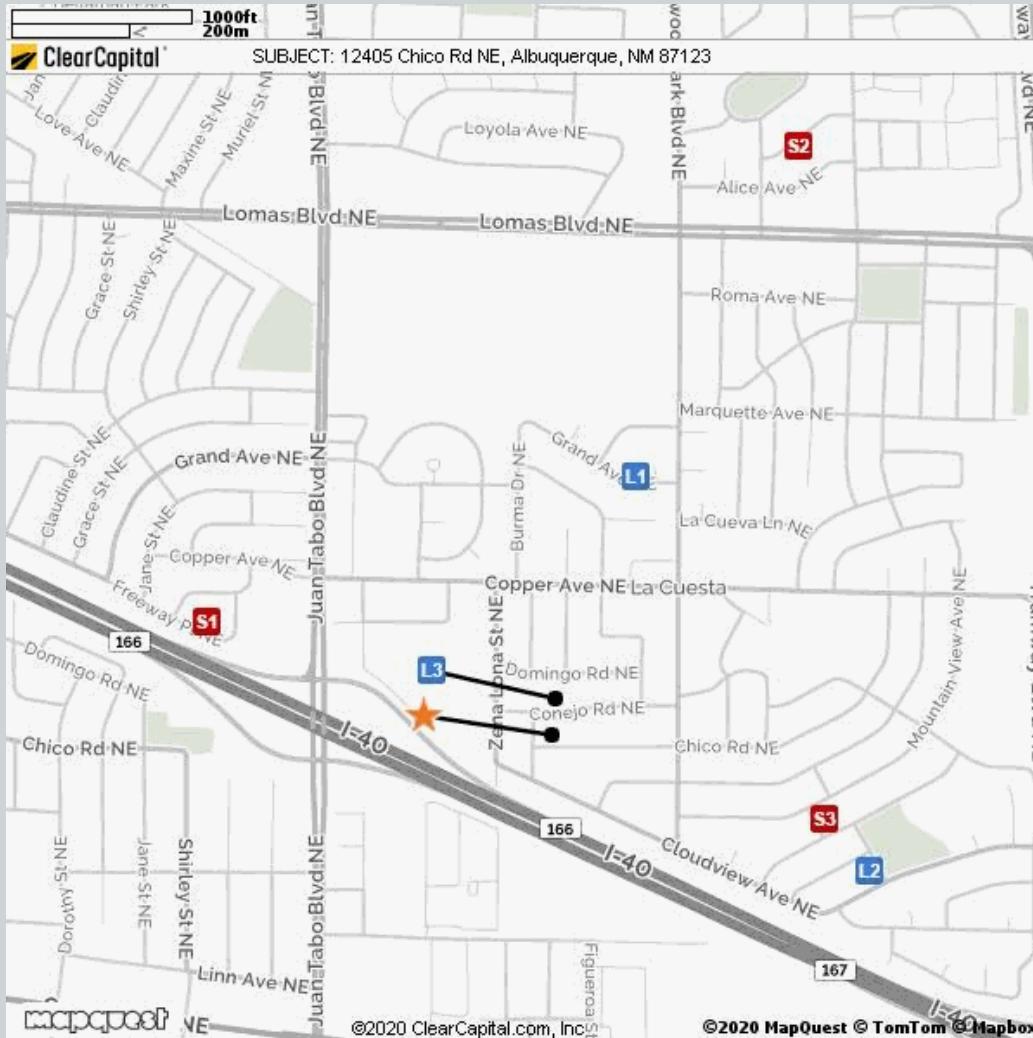 1000ft
200m
ClearCapital
SUBJECT: 12405 Chico Rd NE, Albuquerque, NM 87123
Love Ave NE
Maxine St NE
Muriel St NE
Loyola Ave NE
S2
Alice Ave NE
Lomas Blvd NE
Lomas Blvd NE
Grace St NE
Shirley St NE
Roma Ave NE
Marquette Ave NE
Claudine St NE
Grace St NE
Grand Ave NE
Juan Tabo Blvd NE
Burma Dr NE
L1
La Cueva Ln NE
Jane St NE
Copper Ave NE
Copper Ave NE
La Cuesta
Freeway Pl NE
S1
166
Domingo Rd NE
L3
Domingo Rd NE
Zena Lona St NE
Conejo Rd NE
Mountain View Ave NE
Chico Rd NE
I-40
Chico Rd NE
S3
166
I-40
Cloudview Ave NE
L2
Dorothy St NE
Jane St NE
Shirley St NE
Juan Tabo Blvd NE
167
Linn Ave NE
Figueroa St
I-40
mapquest
NE
©2020 ClearCapital.com, Inc
©2020 MapQuest © TomTom © Mapbox